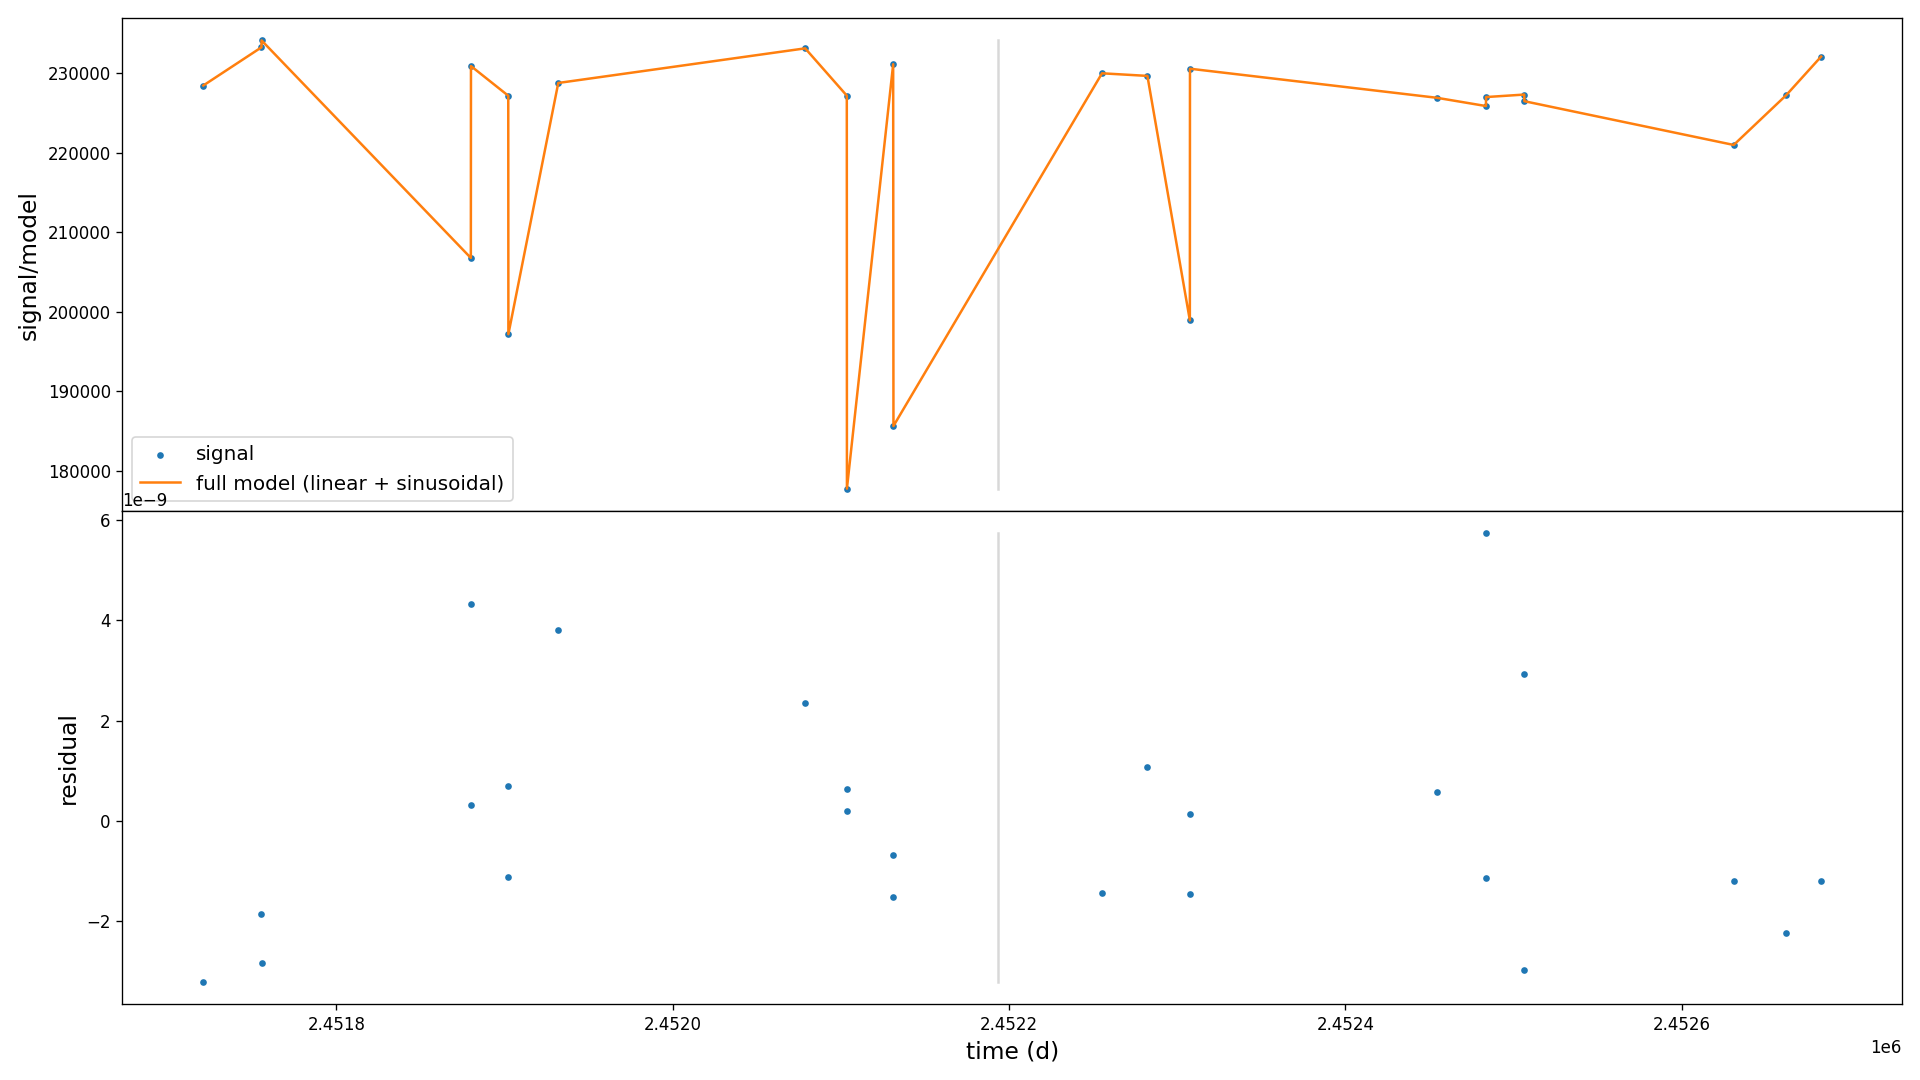 230000
220000
210000
200000
190000
180000
signal/model
signal
full model (linear + sinusoidal)
1e−9
6
4
2
0
−2
residual
2.4518
2.4520
2.4522
2.4524
2.4526
time (d)
1e6